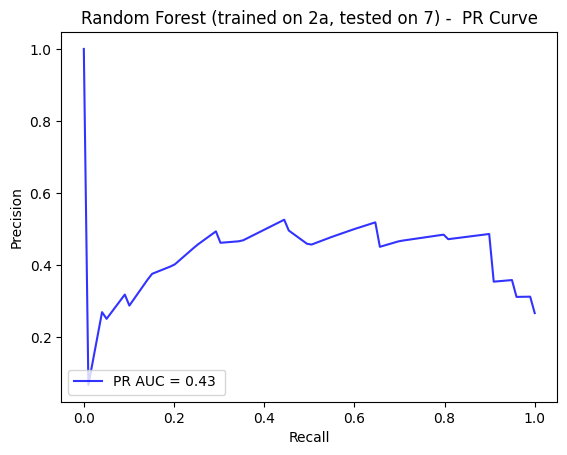 Random Forest (trained on 2a, tested on 7) -  PR Curve
1.0
0.8
0.6
0.4
0.2
Precision
PR AUC = 0.43
0.0 0.2 0.4 0.6 0.8 1.0
Recall